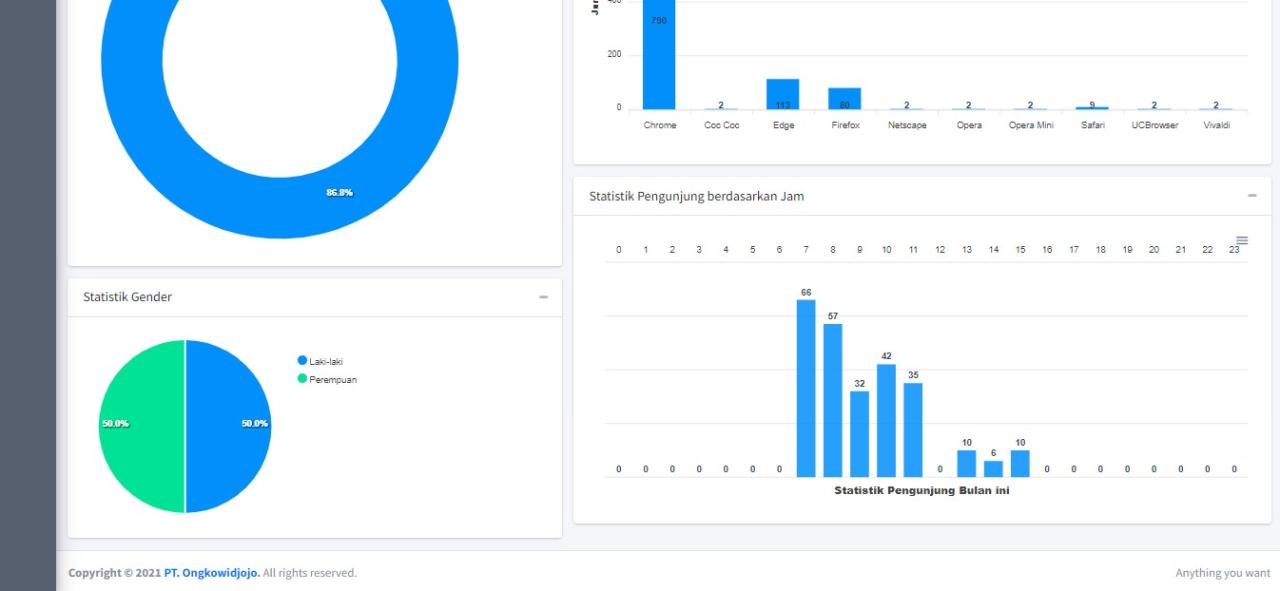 86.8%
400
790
200
0
2
113
80
2
2
2
9
2
2
Chrome Coc Coc Edge Firefox Netscape Opera Opera Mini Safari UCBrowser Vivaldi
Statistik Gender
Laki-laki
Perempuan
50.0% 50.0%
Statistik Pengunjung berdasarkan Jam
0 1 2 3 4 5 6 7 8 9 10 11 12 13 14 15 16 17 18 19 20 21 22 23
66
57
32
42
35
10
6
10
0 0 0 0 0 0 0 0 0 0 0 0 0 0 0 0
Statistik Pengunjung Bulan ini
Copyright © 2021 PT. Ongkowidjojo. All rights reserved.
Anything you want